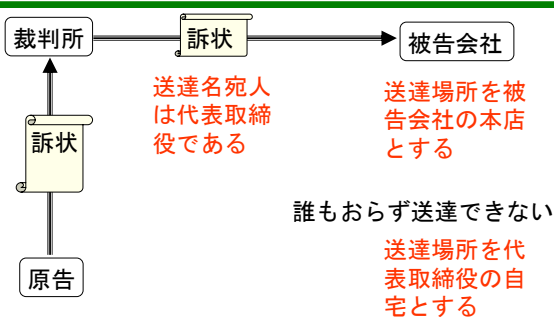 裁判所
訴状
被告会社
送達名宛人
は代表取締
役である
送達場所を被
告会社の本店
とする
訴状
誰もおらず送達できない
原告
送達場所を代
表取締役の自
宅とする